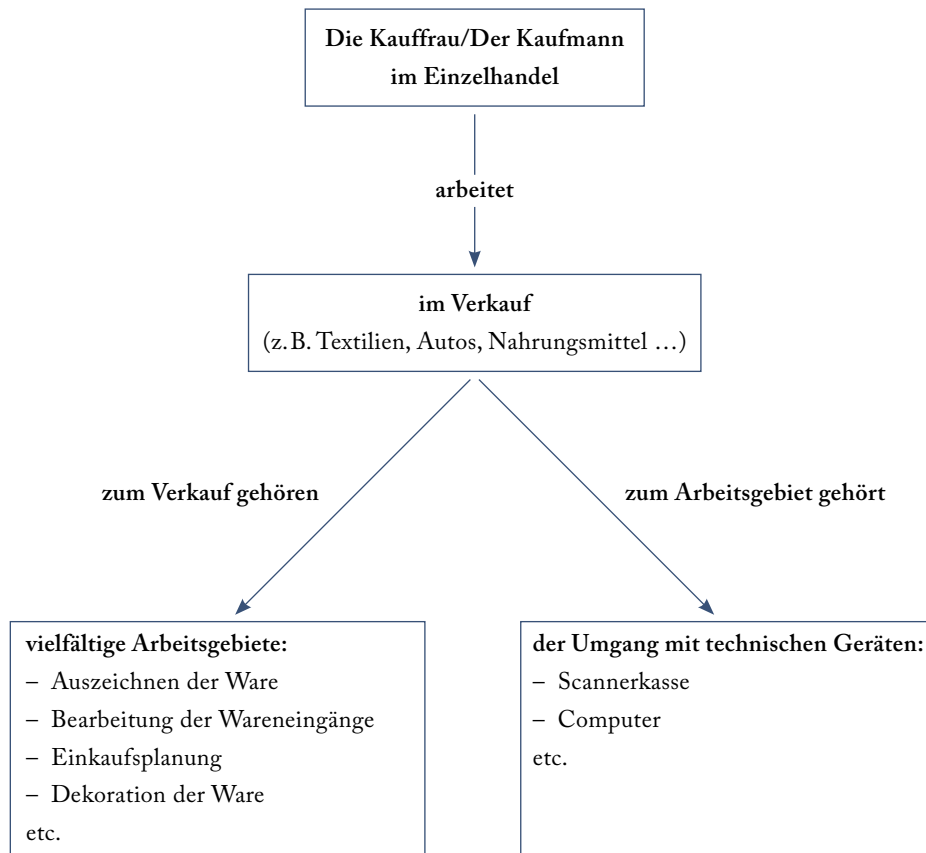 Die Kauffrau/Der Kaufmann
im Einzelhandel
arbeitet
im Verkauf
(z. B. Textilien, Autos, Nahrungsmittel …)
zum Verkauf gehören
zum Arbeitsgebiet gehört
vielfältige Arbeitsgebiete:
– Auszeichnen der Ware
– Bearbeitung der Wareneingänge
– Einkaufsplanung
– Dekoration der Ware
etc.
der Umgang mit technischen Geräten:
– Scannerkasse
– Computer
etc.